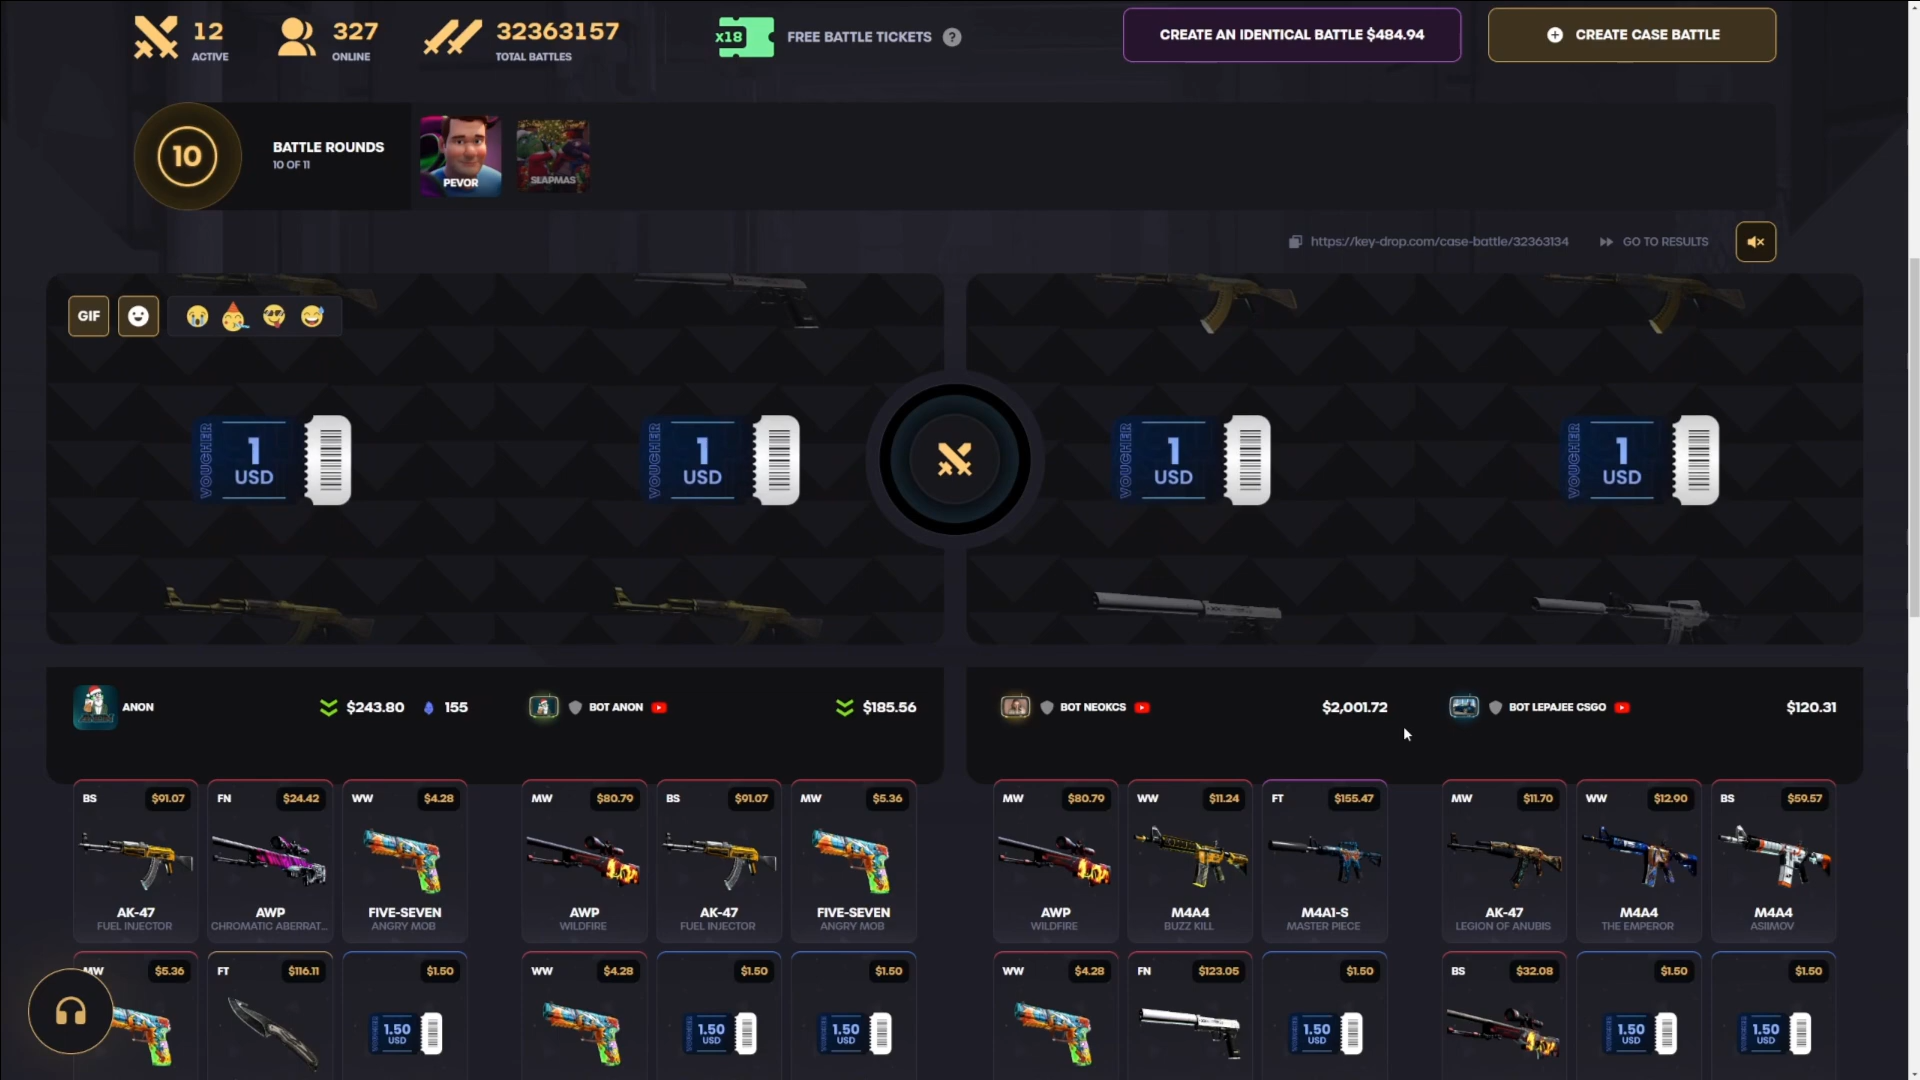 12
ACTIVE
327
ONLINE
32363157
TOTAL BATTLES
x18
FREE BATTLE TICKETS ?
CREATE AN IDENTICAL BATTLE $484.94
CREATE CASE BATTLE
10
BATTLE ROUNDS
10 OF 11
PEVOR
SLAPMAS
https://key-drop.com/case-battle/32363134
GO TO RESULTS
GIF
VOUCHER 1 USD
VOUCHER 1 USD
VOUCHER 1 USD
VOUCHER 1 USD
ANON $243.80 155
BOT ANON $185.56
BOT NEOKCS $2,001.72
BOT LEPAJEE CSGO $120.31
BS $91.07
FN $24.42
WW $4.28
MW $80.79
BS $91.07
MW $5.36
MW $80.79
WW $11.24
FT $155.47
MW $11.70
WW $12.90
BS $59.57
AK-47
FUEL INJECTOR
AWP
CHROMATIC ABERRAT...
FIVE-SEVEN
ANGRY MOB
AWP
WILDFIRE
AK-47
FUEL INJECTOR
FIVE-SEVEN
ANGRY MOB
AWP
WILDFIRE
M4A4
BUZZ KILL
M4A1-S
MASTER PIECE
AK-47
LEGION OF ANUBIS
M4A4
THE EMPEROR
M4A4
ASIIMOV
MW $5.36
FT $116.11
$1.50
WW $4.28
$1.50
$1.50
WW $4.28
FN $123.05
$1.50
BS $32.08
$1.50
$1.50
1.50 USD
1.50 USD
1.50 USD
1.50 USD
1.50 USD
1.50 USD